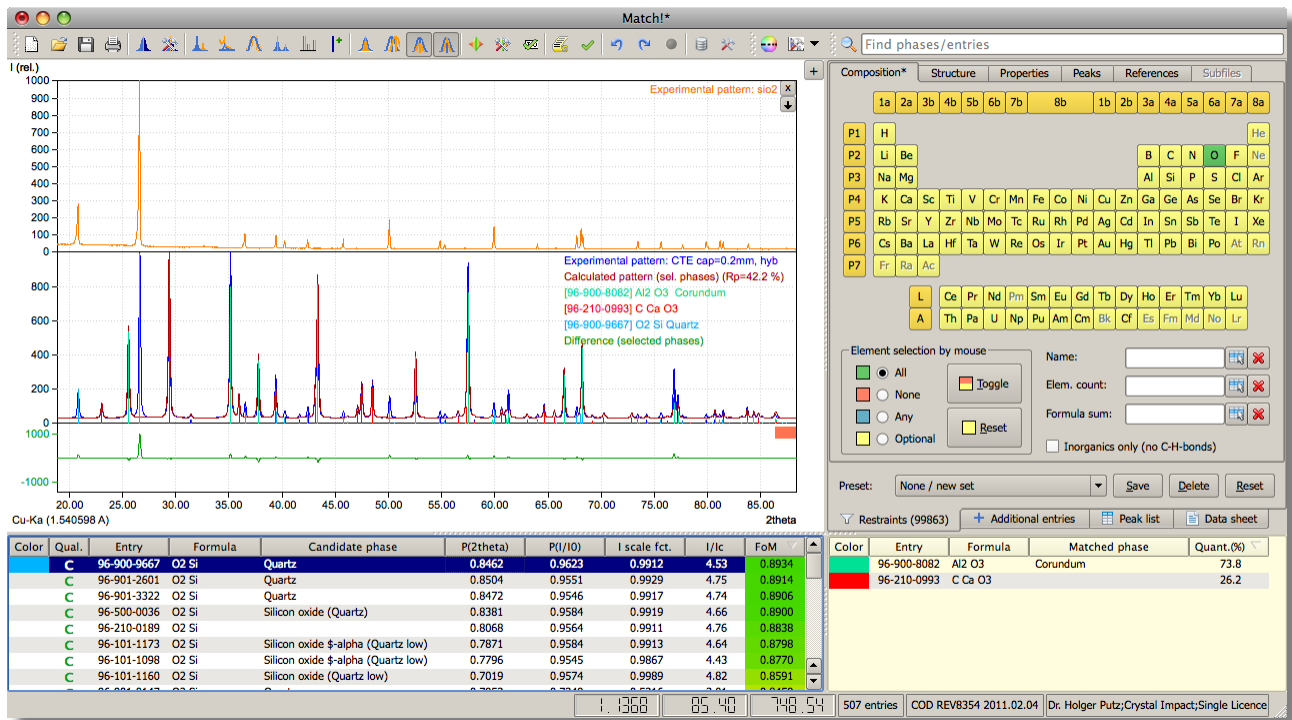 Match!*
Find phases/entries
I (rel.)
1000
900
800
700
600
500
400
300
200
100
0
Experimental pattern: sio2
x
800
600
400
200
0
Experimental pattern: CTE cap=0.2mm, hyb
Calculated pattern (sel. phases) (Rp=42.2 %)
[96-900-8082] Al2 O3 Corundum
[96-210-0993] C Ca O3
[96-900-9667] O2 Si Quartz
Difference (selected phases)
1000
-1000
20.00 25.00 30.00 35.00 40.00 45.00 50.00 55.00 60.00 65.00 70.00 75.00 80.00 85.00
Cu-Ka (1.540598 A) 2theta
Composition* Structure Properties Peaks References Subfiles
1a 2a 3b 4b 5b 6b 7b 8b 1b 2b 3a 4a 5a 6a 7a 8a
P1 H He
P2 Li Be B C N O F Ne
P3 Na Mg Al Si P S Cl Ar
P4 K Ca Sc Ti V Cr Mn Fe Co Ni Cu Zn Ga Ge As Se Br Kr
P5 Rb Sr Y Zr Nb Mo Tc Ru Rh Pd Ag Cd In Sn Sb Te I Xe
P6 Cs Ba La Hf Ta W Re Os Ir Pt Au Hg Tl Pb Bi Po At Rn
P7 Fr Ra Ac
L Ce Pr Nd Pm Sm Eu Gd Tb Dy Ho Er Tm Yb Lu
A Th Pa U Np Pu Am Cm Bk Cf Es Fm Md No Lr
Element selection by mouse
All
None
Any
Optional
Toggle
Reset
Name:
Elem. count:
Formula sum:
Inorganics only (no C-H-bonds)
Preset: None / new set Save Delete Reset
Restraints (99863) Additional entries Peak list Data sheet
Color Qual. Entry Formula Candidate phase P(2theta) P(I/I0) I scale fct. I/Ic FoM
C 96-900-9667 O2 Si Quartz 0.8462 0.9623 0.9912 4.53 0.8934
C 96-901-2601 O2 Si Quartz 0.8504 0.9551 0.9929 4.75 0.8914
C 96-901-3322 O2 Si Quartz 0.8472 0.9546 0.9917 4.74 0.8906
C 96-500-0036 O2 Si Silicon oxide (Quartz) 0.8381 0.9584 0.9919 4.66 0.8900
C 96-210-0189 O2 Si 0.8068 0.9564 0.9911 4.76 0.8838
C 96-101-1173 O2 Si Silicon oxide $-alpha (Quartz low) 0.7871 0.9584 0.9913 4.64 0.8798
C 96-101-1098 O2 Si Silicon oxide $-alpha (Quartz low) 0.7796 0.9545 0.9867 4.43 0.8770
C 96-101-1160 O2 Si Silicon oxide (Quartz low) 0.7019 0.9574 0.9989 4.82 0.8591
Color Entry Formula Matched phase Quant.(%)
96-900-8082 Al2 O3 Corundum 73.8
96-210-0993 C Ca O3 26.2
1.1368 85.40 748.54 507 entries COD REV8354 2011.02.04 Dr. Holger Putz;Crystal Impact;Single Licence